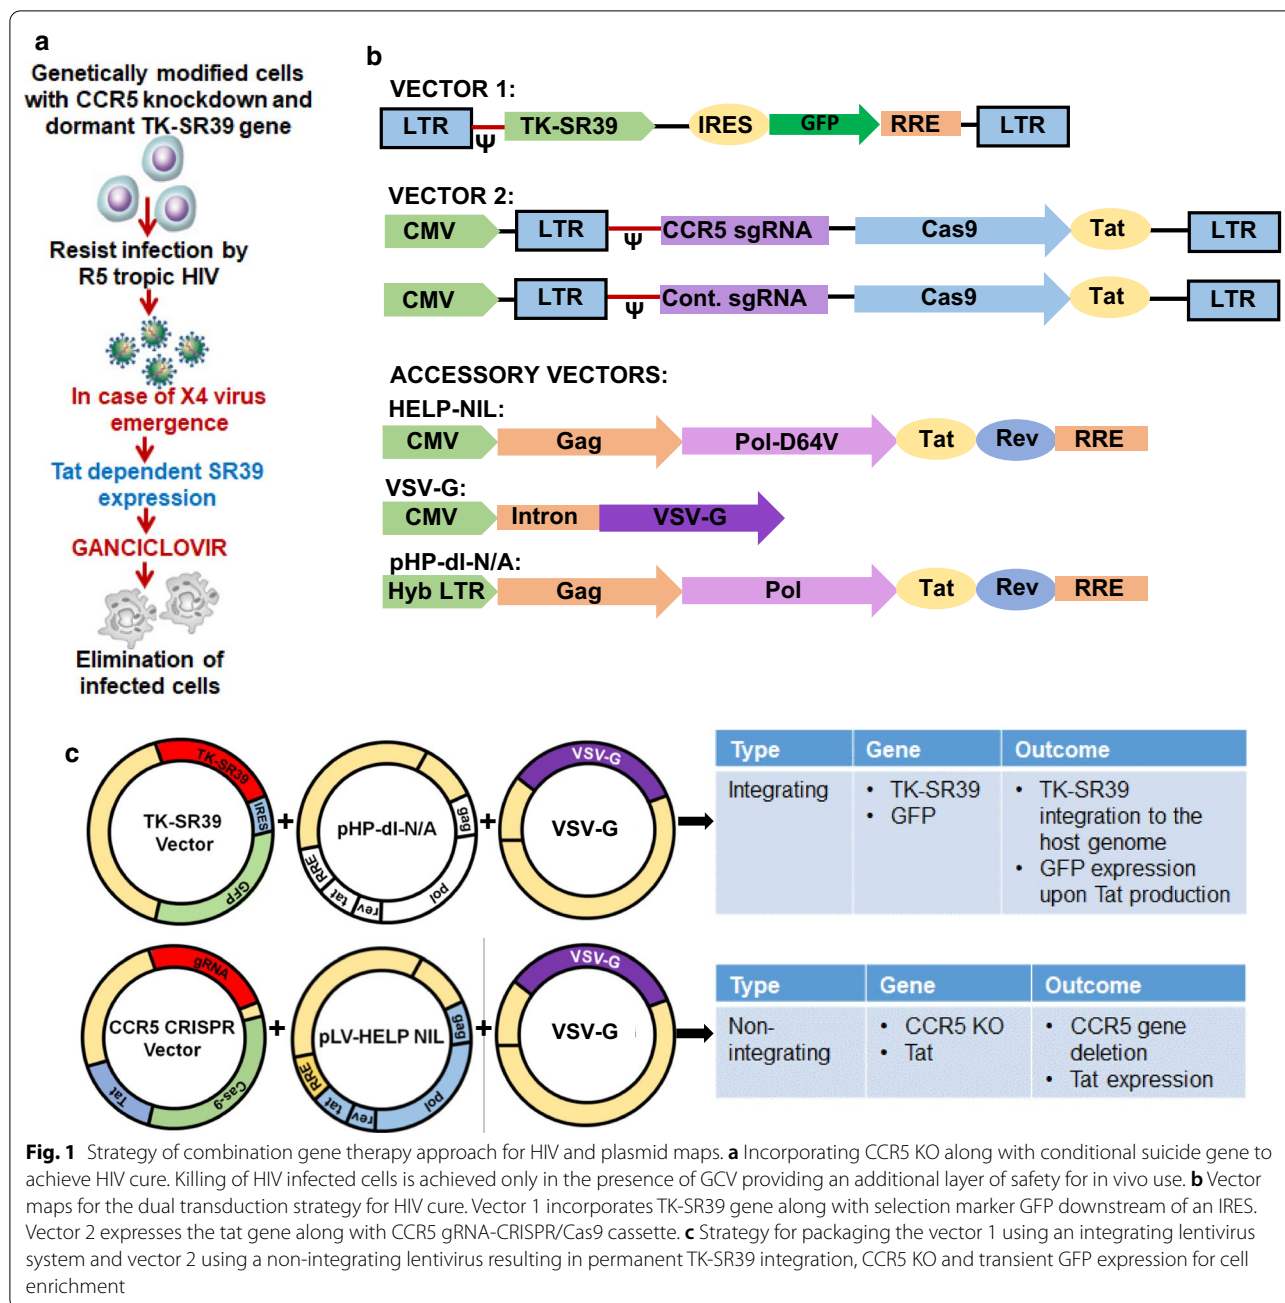 a
Genetically modified cells
with CCR5 knockdown and
dormant TK-SR39 gene
Resist infection by
R5 tropic HIV
In case of X4 virus
emergence
Tat dependent SR39
expression
GANCICLOVIR
Elimination of
infected cells
b
VECTOR 1:
LTR Ψ TK-SR39 IRES GFP RRE LTR
VECTOR 2:
CMV LTR Ψ CCR5 sgRNA Cas9 Tat LTR
CMV LTR Ψ Cont. sgRNA Cas9 Tat LTR
ACCESSORY VECTORS:
HELP-NIL:
CMV Gag Pol-D64V Tat Rev RRE
VSV-G:
CMV Intron VSV-G
pHP-dl-N/A:
Hyb LTR Gag Pol Tat Rev RRE
c
TK-SR39
IRES
GFP
TK-SR39
Vector
+
gag
pol
rev
tat
RRE
pHP-dl-N/A
+
VSV-G
VSV-G
Type Gene Outcome
Integrating
• TK-SR39
• GFP
• TK-SR39
integration to the
host genome
• GFP expression
upon Tat production
gRNA
Cas-9
Tat
CCR5 CRISPR
Vector
+
gag
pol
rev
tat
RRE
pLV-HELP NIL
+
VSV-G
VSV-G
Type Gene Outcome
Non-
integrating
• CCR5 KO
• Tat
• CCR5 gene
deletion
• Tat expression
Fig. 1 Strategy of combination gene therapy approach for HIV and plasmid maps. a Incorporating CCR5 KO along with conditional suicide gene to
achieve HIV cure. Killing of HIV infected cells is achieved only in the presence of GCV providing an additional layer of safety for in vivo use. b Vector
maps for the dual transduction strategy for HIV cure. Vector 1 incorporates TK-SR39 gene along with selection marker GFP downstream of an IRES.
Vector 2 expresses the tat gene along with CCR5 gRNA-CRISPR/Cas9 cassette. c Strategy for packaging the vector 1 using an integrating lentivirus
system and vector 2 using a non-integrating lentivirus resulting in permanent TK-SR39 integration, CCR5 KO and transient GFP expression for cell
enrichment